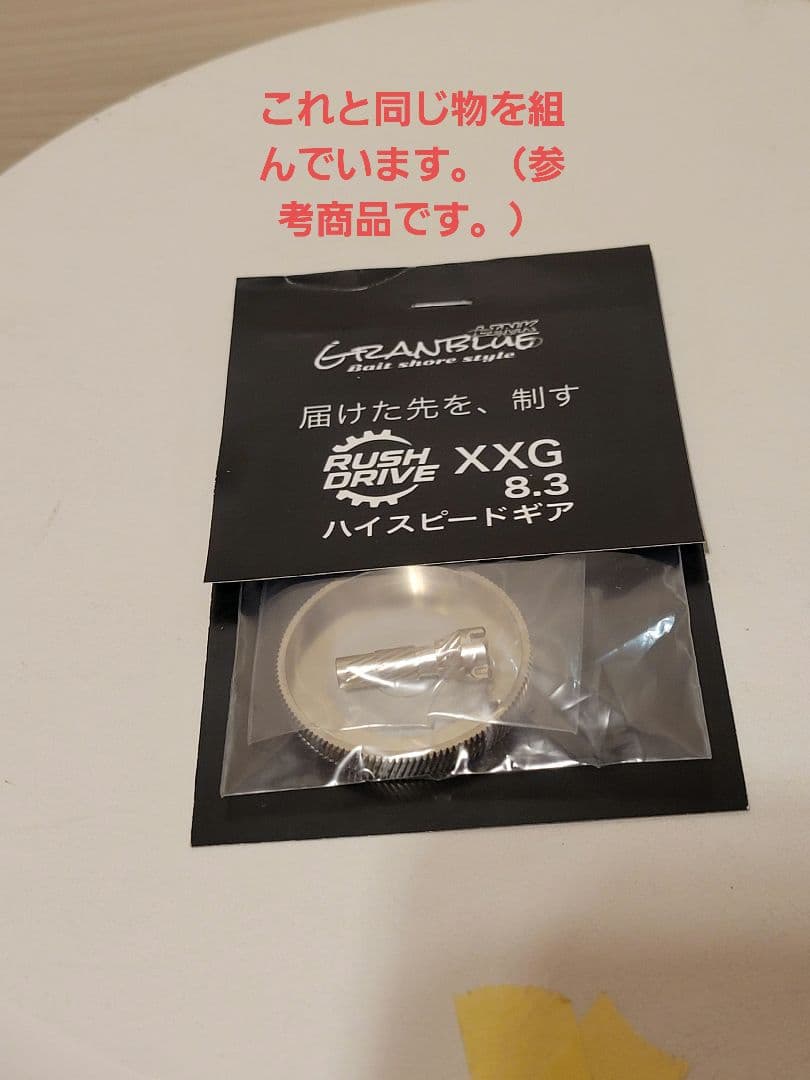 これと同じ物を組
んでいます。（参
考商品です。）
LINK
GRANBLUE
Bait shore style
届けた先を、制す
RUSH
DRIVE
XXG
8.3
ハイスピードギア